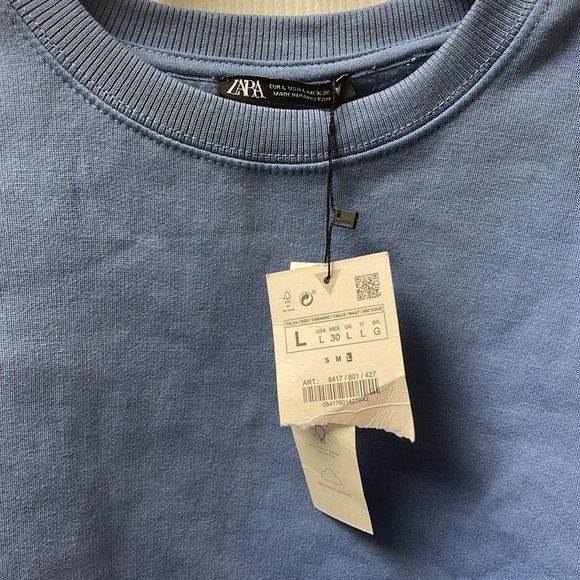 ZARA
EUR L USA L MEX 30
MADE IN PAKISTAN
TALLA / SIZE / TAMANHO / TAILLE / MAAT /
USA MEX UK IT BR
L L 30 L L G
S M L
ART.: 8417 / 801 / 427